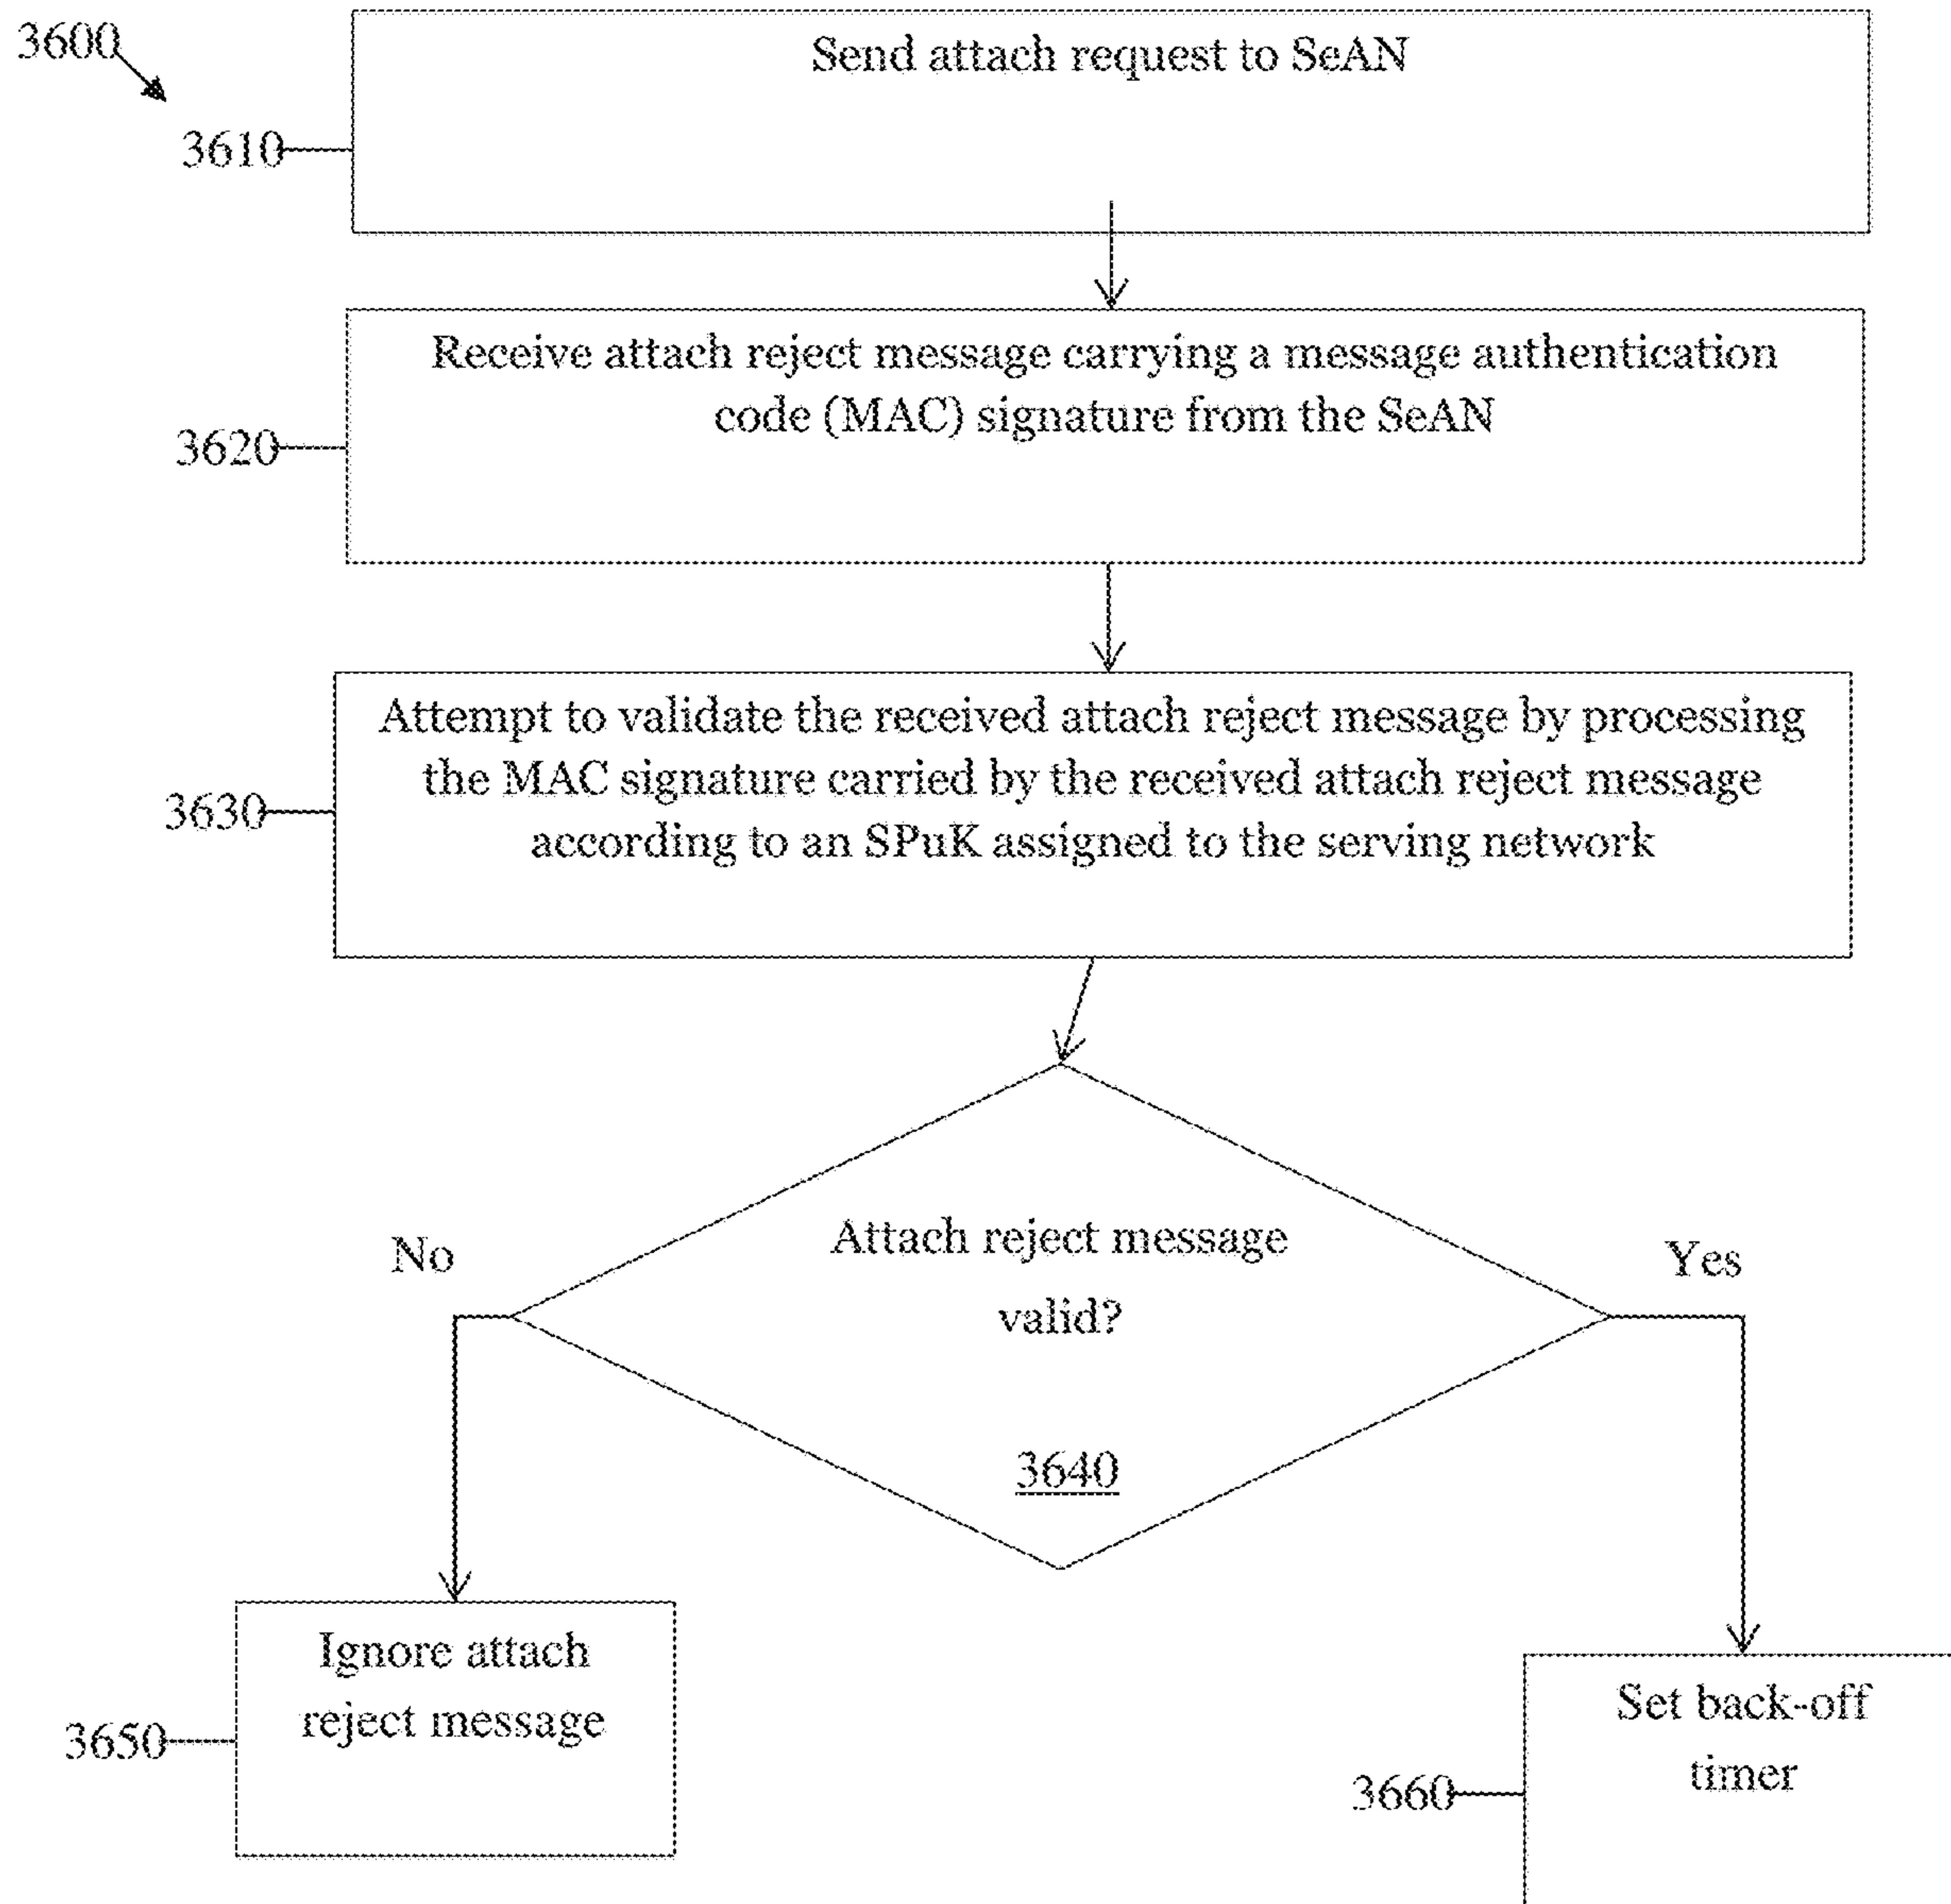 3600
Send attach request to SeAN
3610
Receive attach reject message carrying a message authentication
code (MAC) signature from the SeAN
3620
Attempt to validate the received attach reject message by processing
the MAC signature carried by the received attach reject message
according to an SPuK assigned to the serving network
3630
No
Attach reject message
valid?
Yes
3640
Ignore attach
reject message
3650
Set back-off
timer
3660